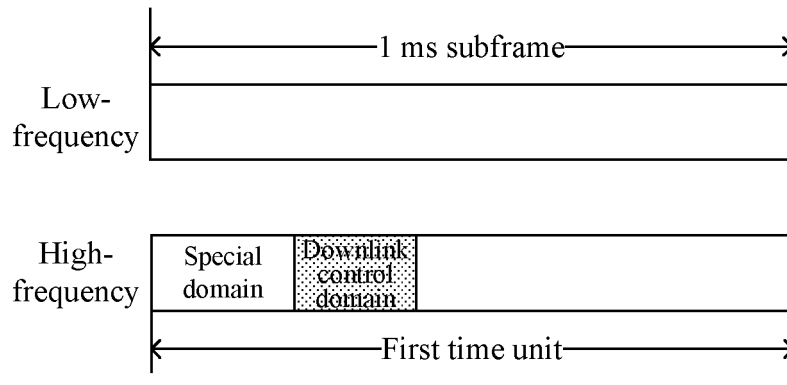 1 ms subframe
Low-
frequency
High-
frequency
Special
domain
Downlink
control
domain
First time unit